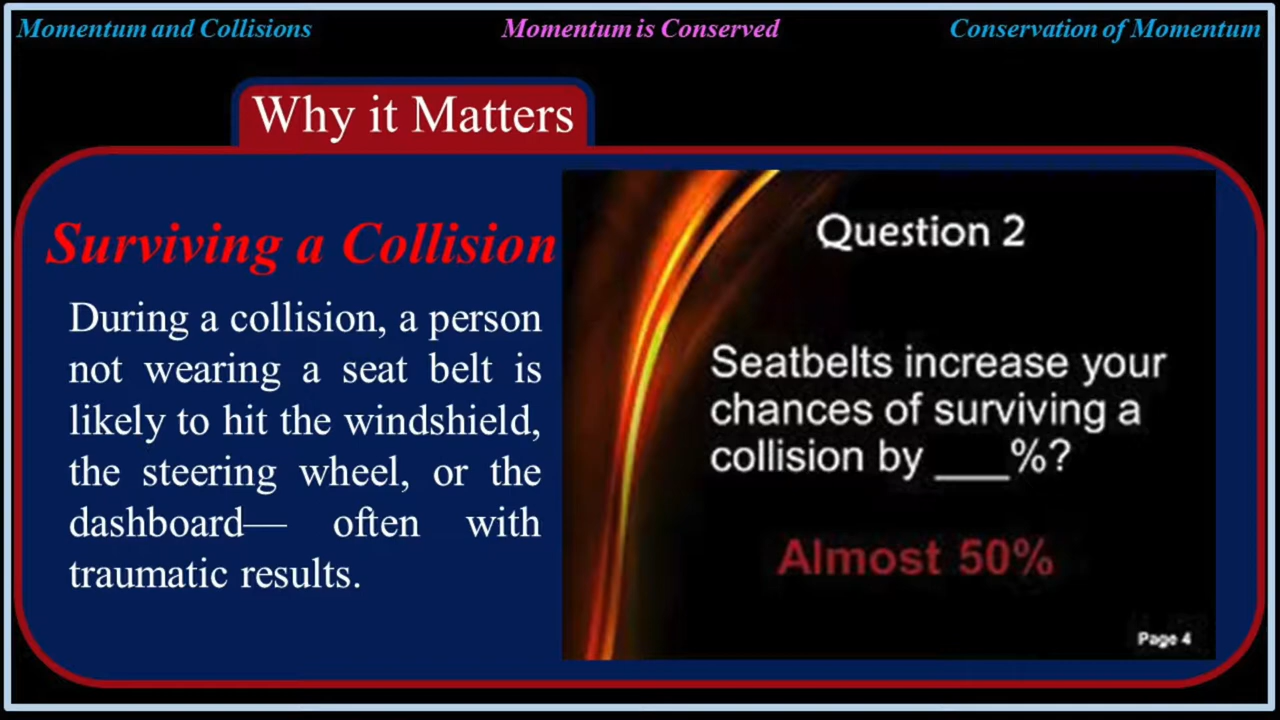 Momentum and Collisions
Momentum is Conserved
Conservation of Momentum
Why it Matters
Surviving a Collision
During a collision, a person
not wearing a seat belt is
likely to hit the windshield,
the steering wheel, or the
dashboard— often with
traumatic results.
Question 2
Seatbelts increase your
chances of surviving a
collision by ____%?
Almost 50%
Page 4